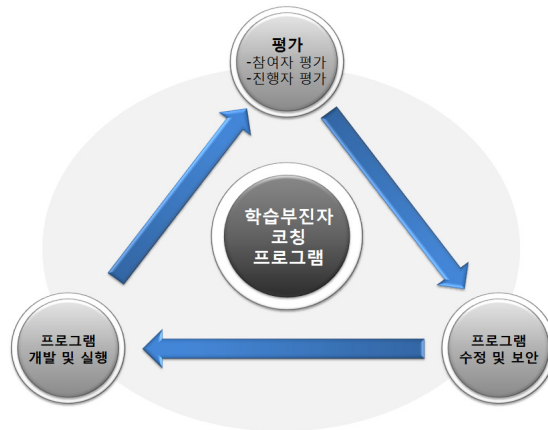 평가
-참여자 평가
-진행자 평가
학습부진자
코칭
프로그램
프로그램
개발 및 실행
프로그램
수정 및 보안